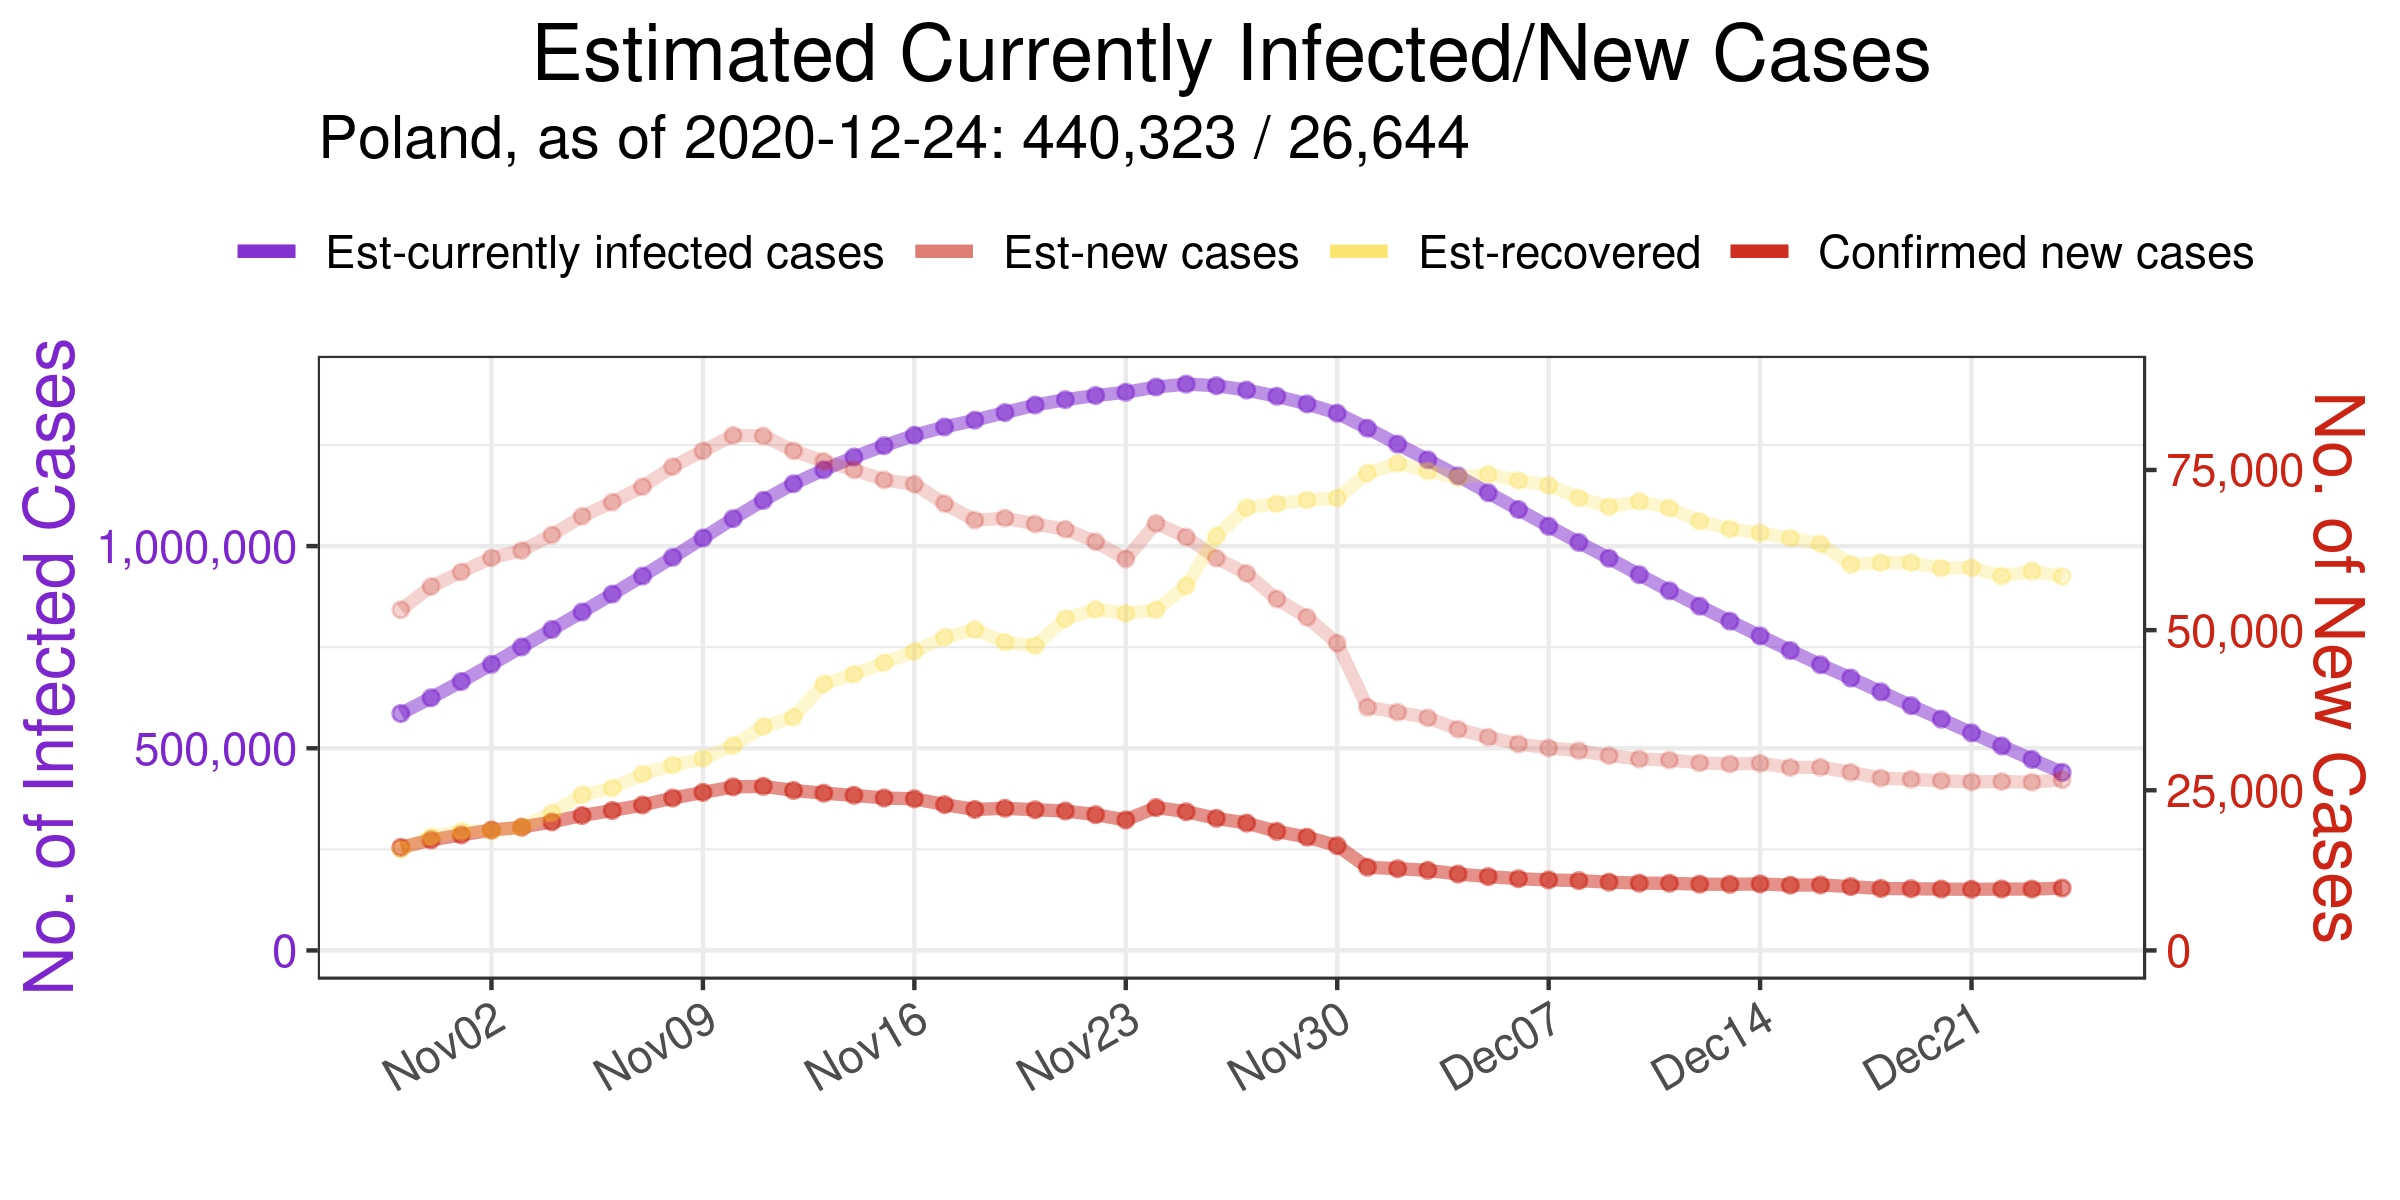 Estimated Currently Infected/New Cases
Poland, as of 2020-12-24: 440,323 / 26,644
Est-currently infected cases Est-new cases Est-recovered Confirmed new cases
No. of Infected Cases
1,000,000
500,000
0
75,000
50,000
25,000
0
No. of New Cases
Nov02 Nov09 Nov16 Nov23 Nov30 Dec07 Dec14 Dec21